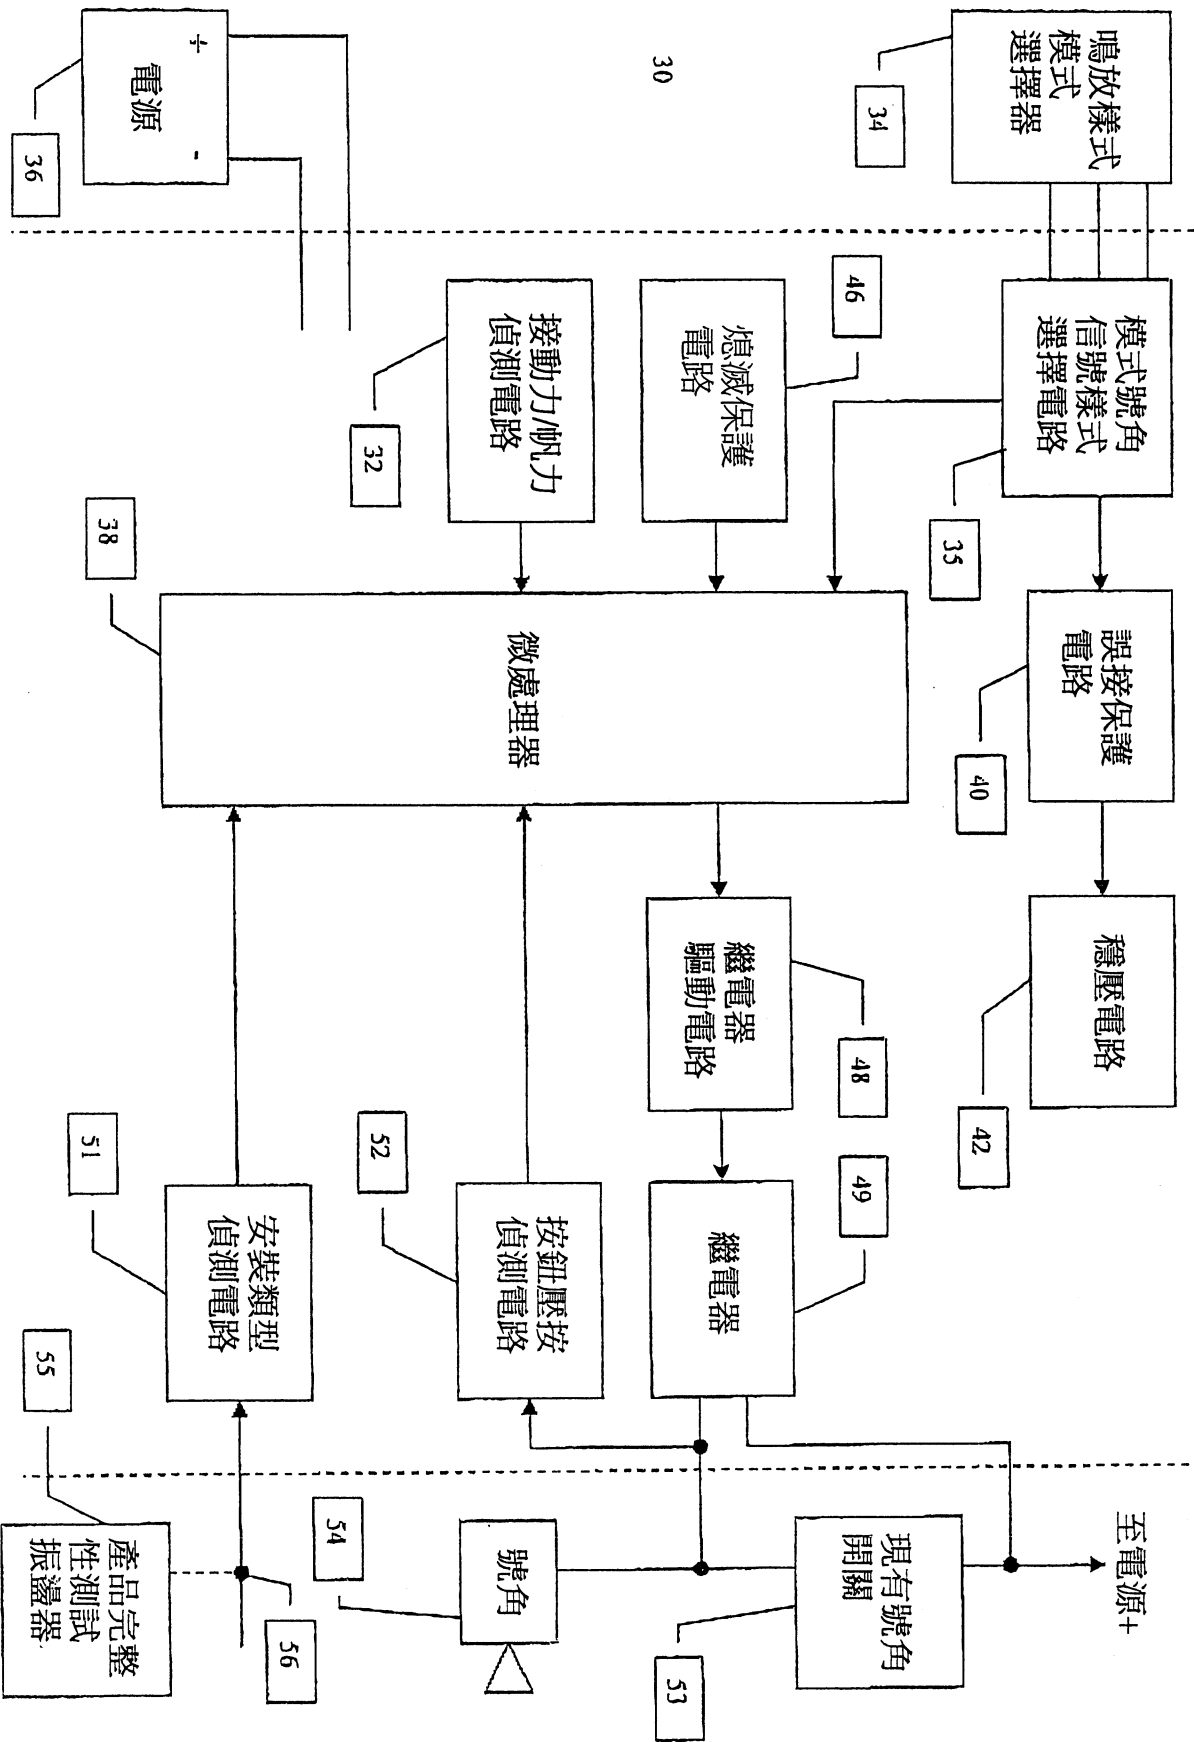 鳴放樣式
模式
選擇器
34
模式號角
信號樣式
選擇電路
35
誤接保護
電路
40
穩壓電路
42
至電源+
30
46
熄滅保護
電路
接動力/帆力
偵測電路
32
微處理器
38
繼電器
驅動電路
48
繼電器
49
現有號角
開關
53
按鈕壓按
偵測電路
52
號角
54
安裝類型
偵測電路
51
產品完整
性測試
振盪器
55
56
÷
電源
-
36